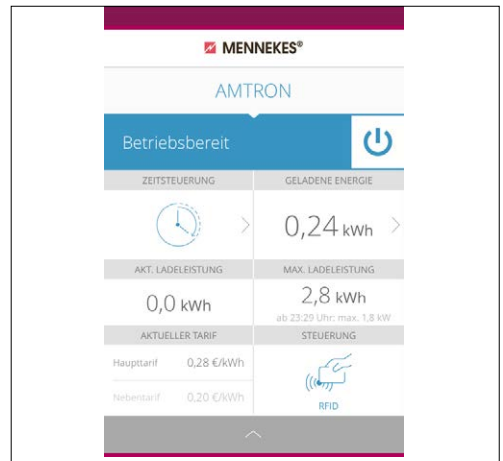 MENNEKES®
AMTRON
Betriebsbereit
ZEITSTEUERUNG
GELADENE ENERGIE
0,24 kWh
AKT. LADELEISTUNG
MAX. LADELEISTUNG
0,0 kWh
2,8 kWh
ab 23:29 Uhr: max. 1,8 kW
AKTUELLER TARIF
STEUERUNG
Haupttarif 0,28 €/kWh
Nebentarif 0,20 €/kWh
RFID